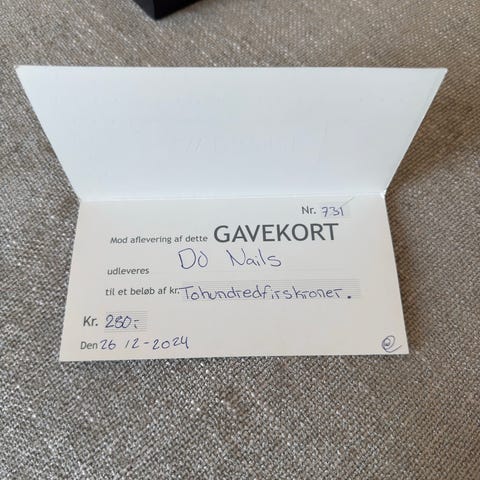 Nr. 731
Mod aflevering af dette GAVEKORT
udleveres DO Nails
til et beløb af kr. Tohundredfirskroner.
Kr. 280,-
Den 26 12-2024